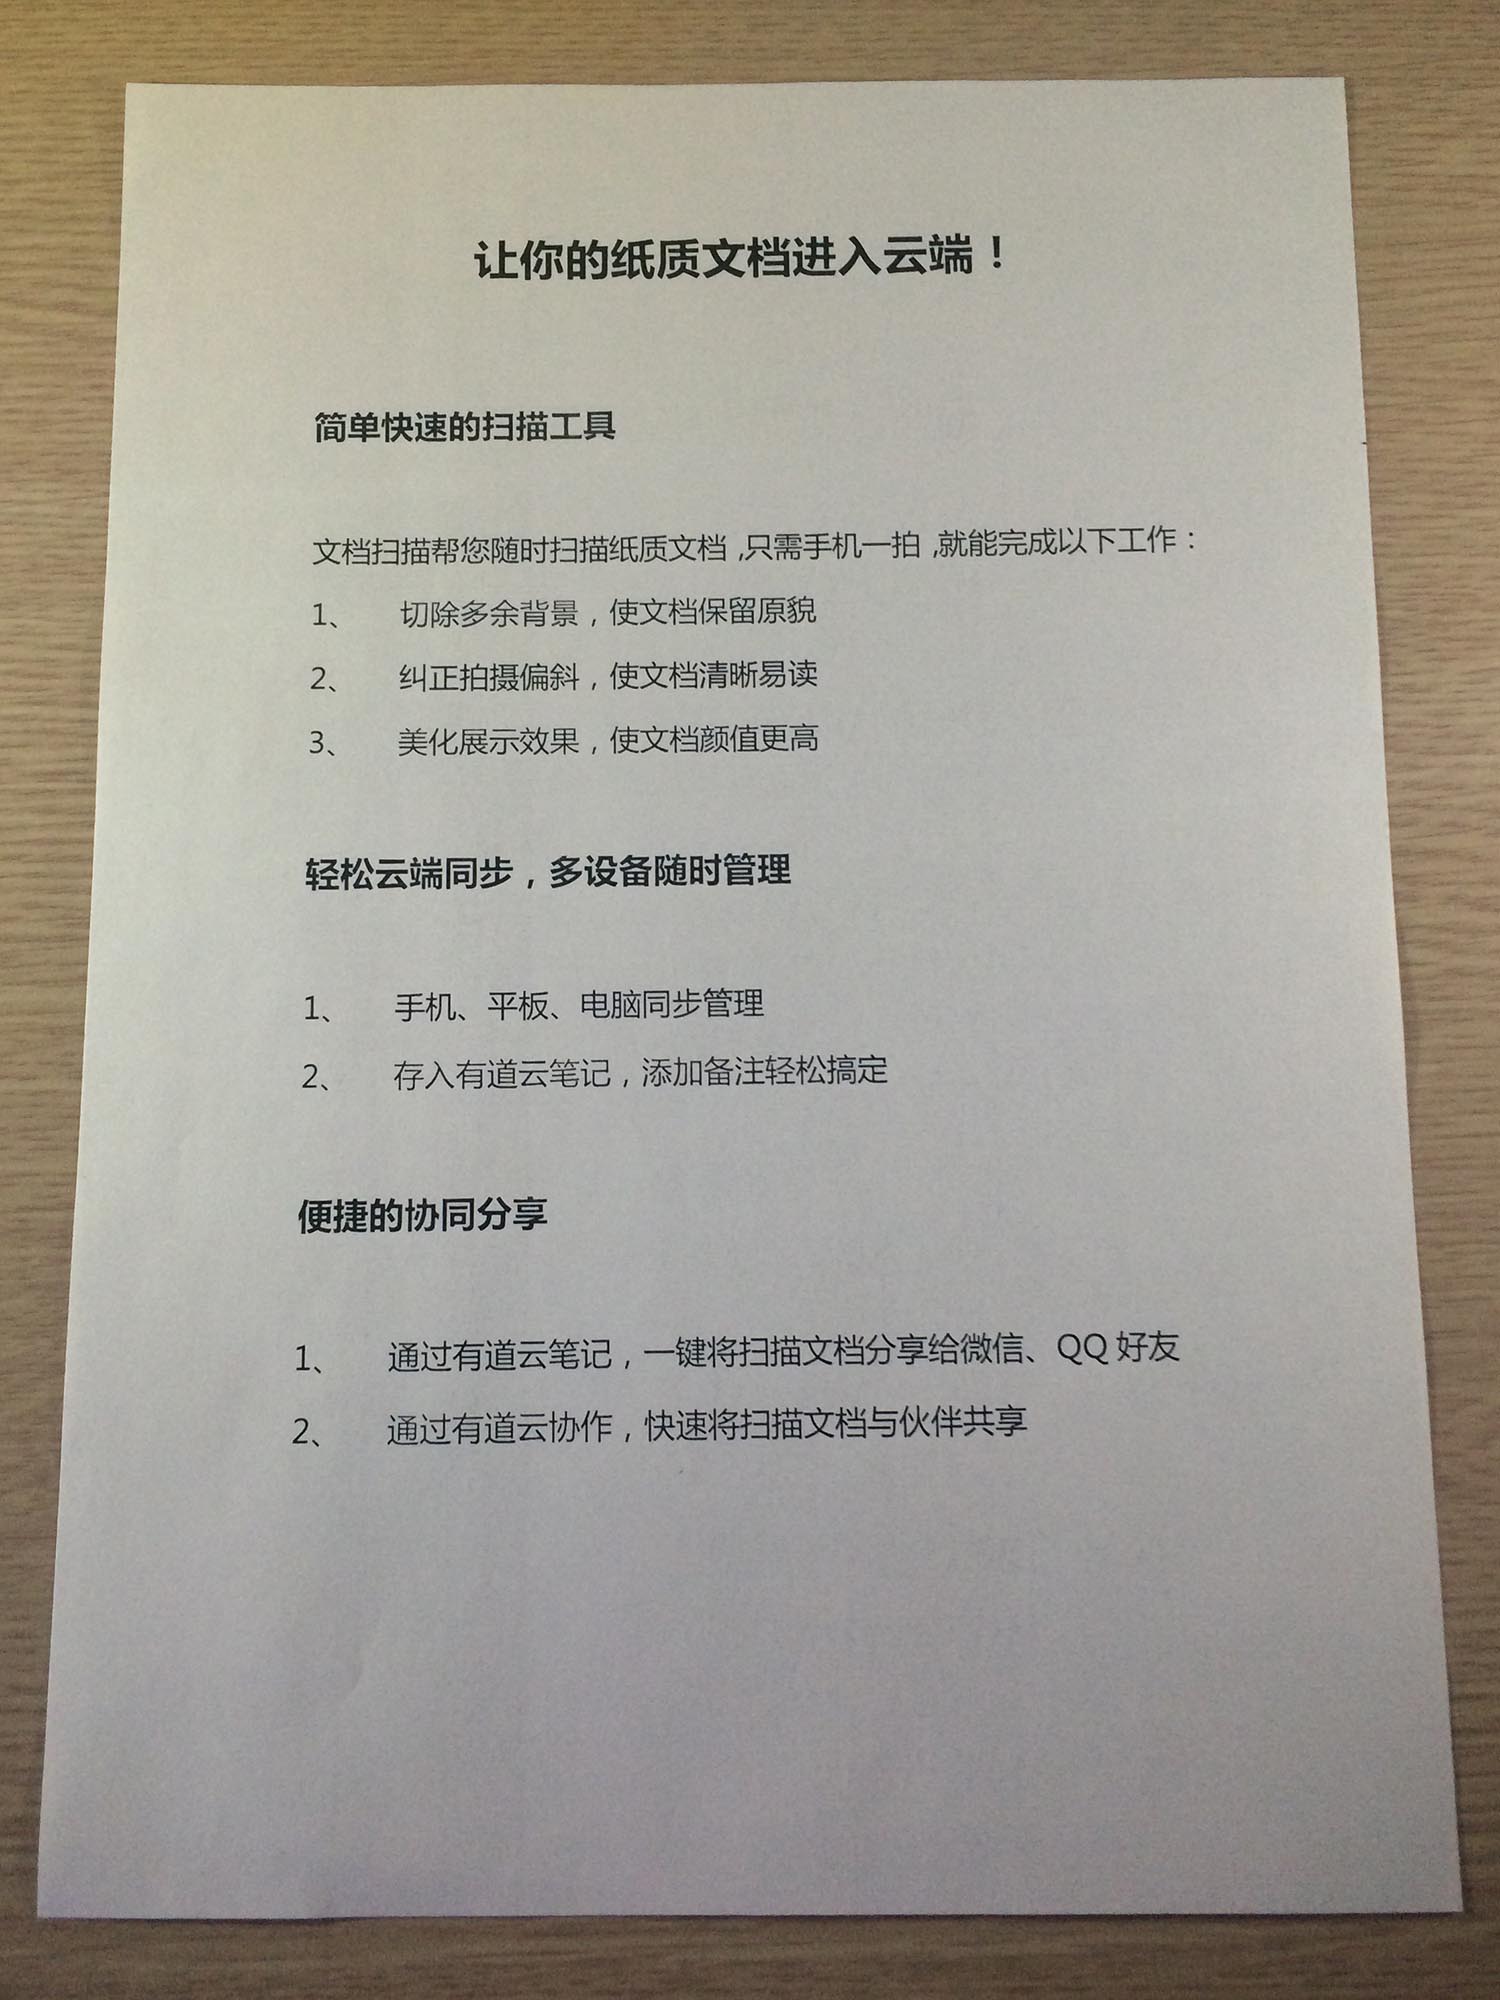 让你的纸质文档进入云端！
简单快速的扫描工具
文档扫描帮您随时扫描纸质文档，只需手机一拍，就能完成以下工作：
1、 切除多余背景，使文档保留原貌
2、 纠正拍摄偏斜，使文档清晰易读
3、 美化展示效果，使文档颜值更高
轻松云端同步，多设备随时管理
1、 手机、平板、电脑同步管理
2、 存入有道云笔记，添加备注轻松搞定
便捷的协同分享
1、 通过有道云笔记，一键将扫描文档分享给微信、QQ 好友
2、 通过有道云协作，快速将扫描文档与伙伴共享